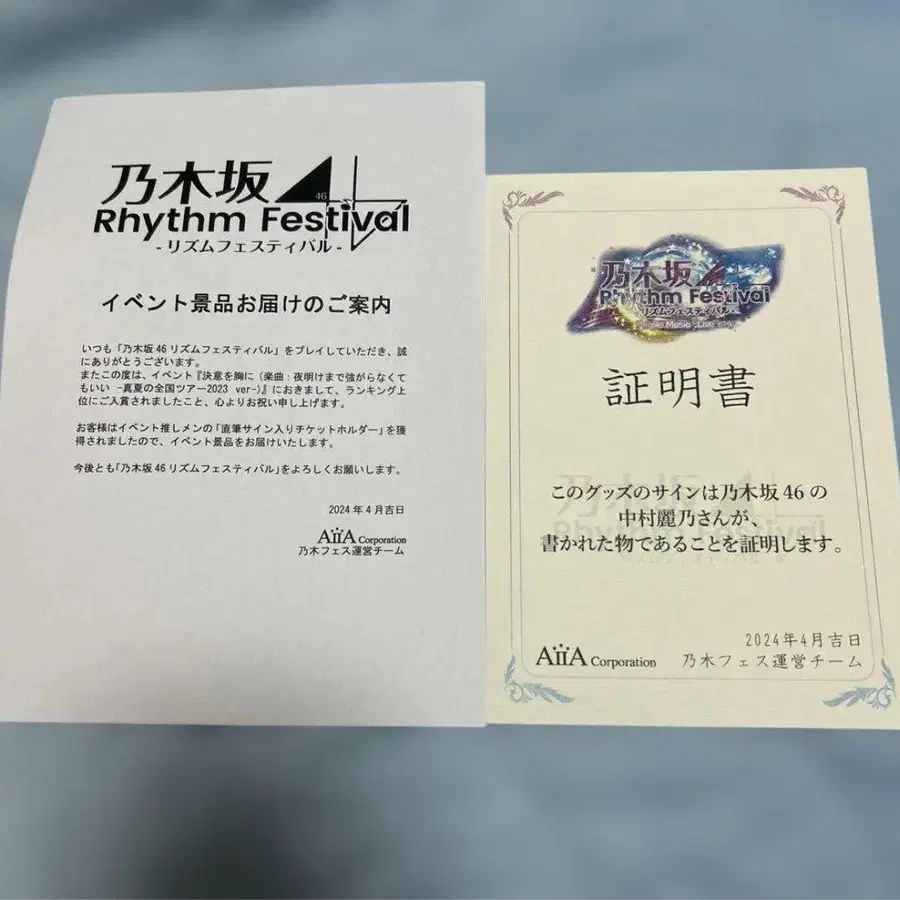 乃木坂46
Rhythm Festival
- リズムフェスティバル -
イベント景品お届けのご案内
いつも「乃木坂46リズムフェスティバル」をプレイしていただき、誠
にありがとうございます。
またこの度は、イベント『決意を胸に(楽曲：夜明けまで強がらなくて
もいい -真夏の全国ツアー2023 ver-)』におきまして、ランキング上
位にご入賞されましたこと、心よりお祝い申し上げます。
お客様はイベント推しメンの「直筆サイン入りチケットホルダー」を獲
得されましたので、イベント景品をお届けいたします。
今後とも「乃木坂46リズムフェスティバル」をよろしくお願いします。
2024年4月吉日
AiiA Corporation
乃木フェス運営チーム
乃木坂
Rhythm Festival
- リズムフェスティバル -
証明書
このグッズのサインは乃木坂46の
中村麗乃さんが、
書かれた物であることを証明します。
2024年4月吉日
AiiA Corporation 乃木フェス運営チーム